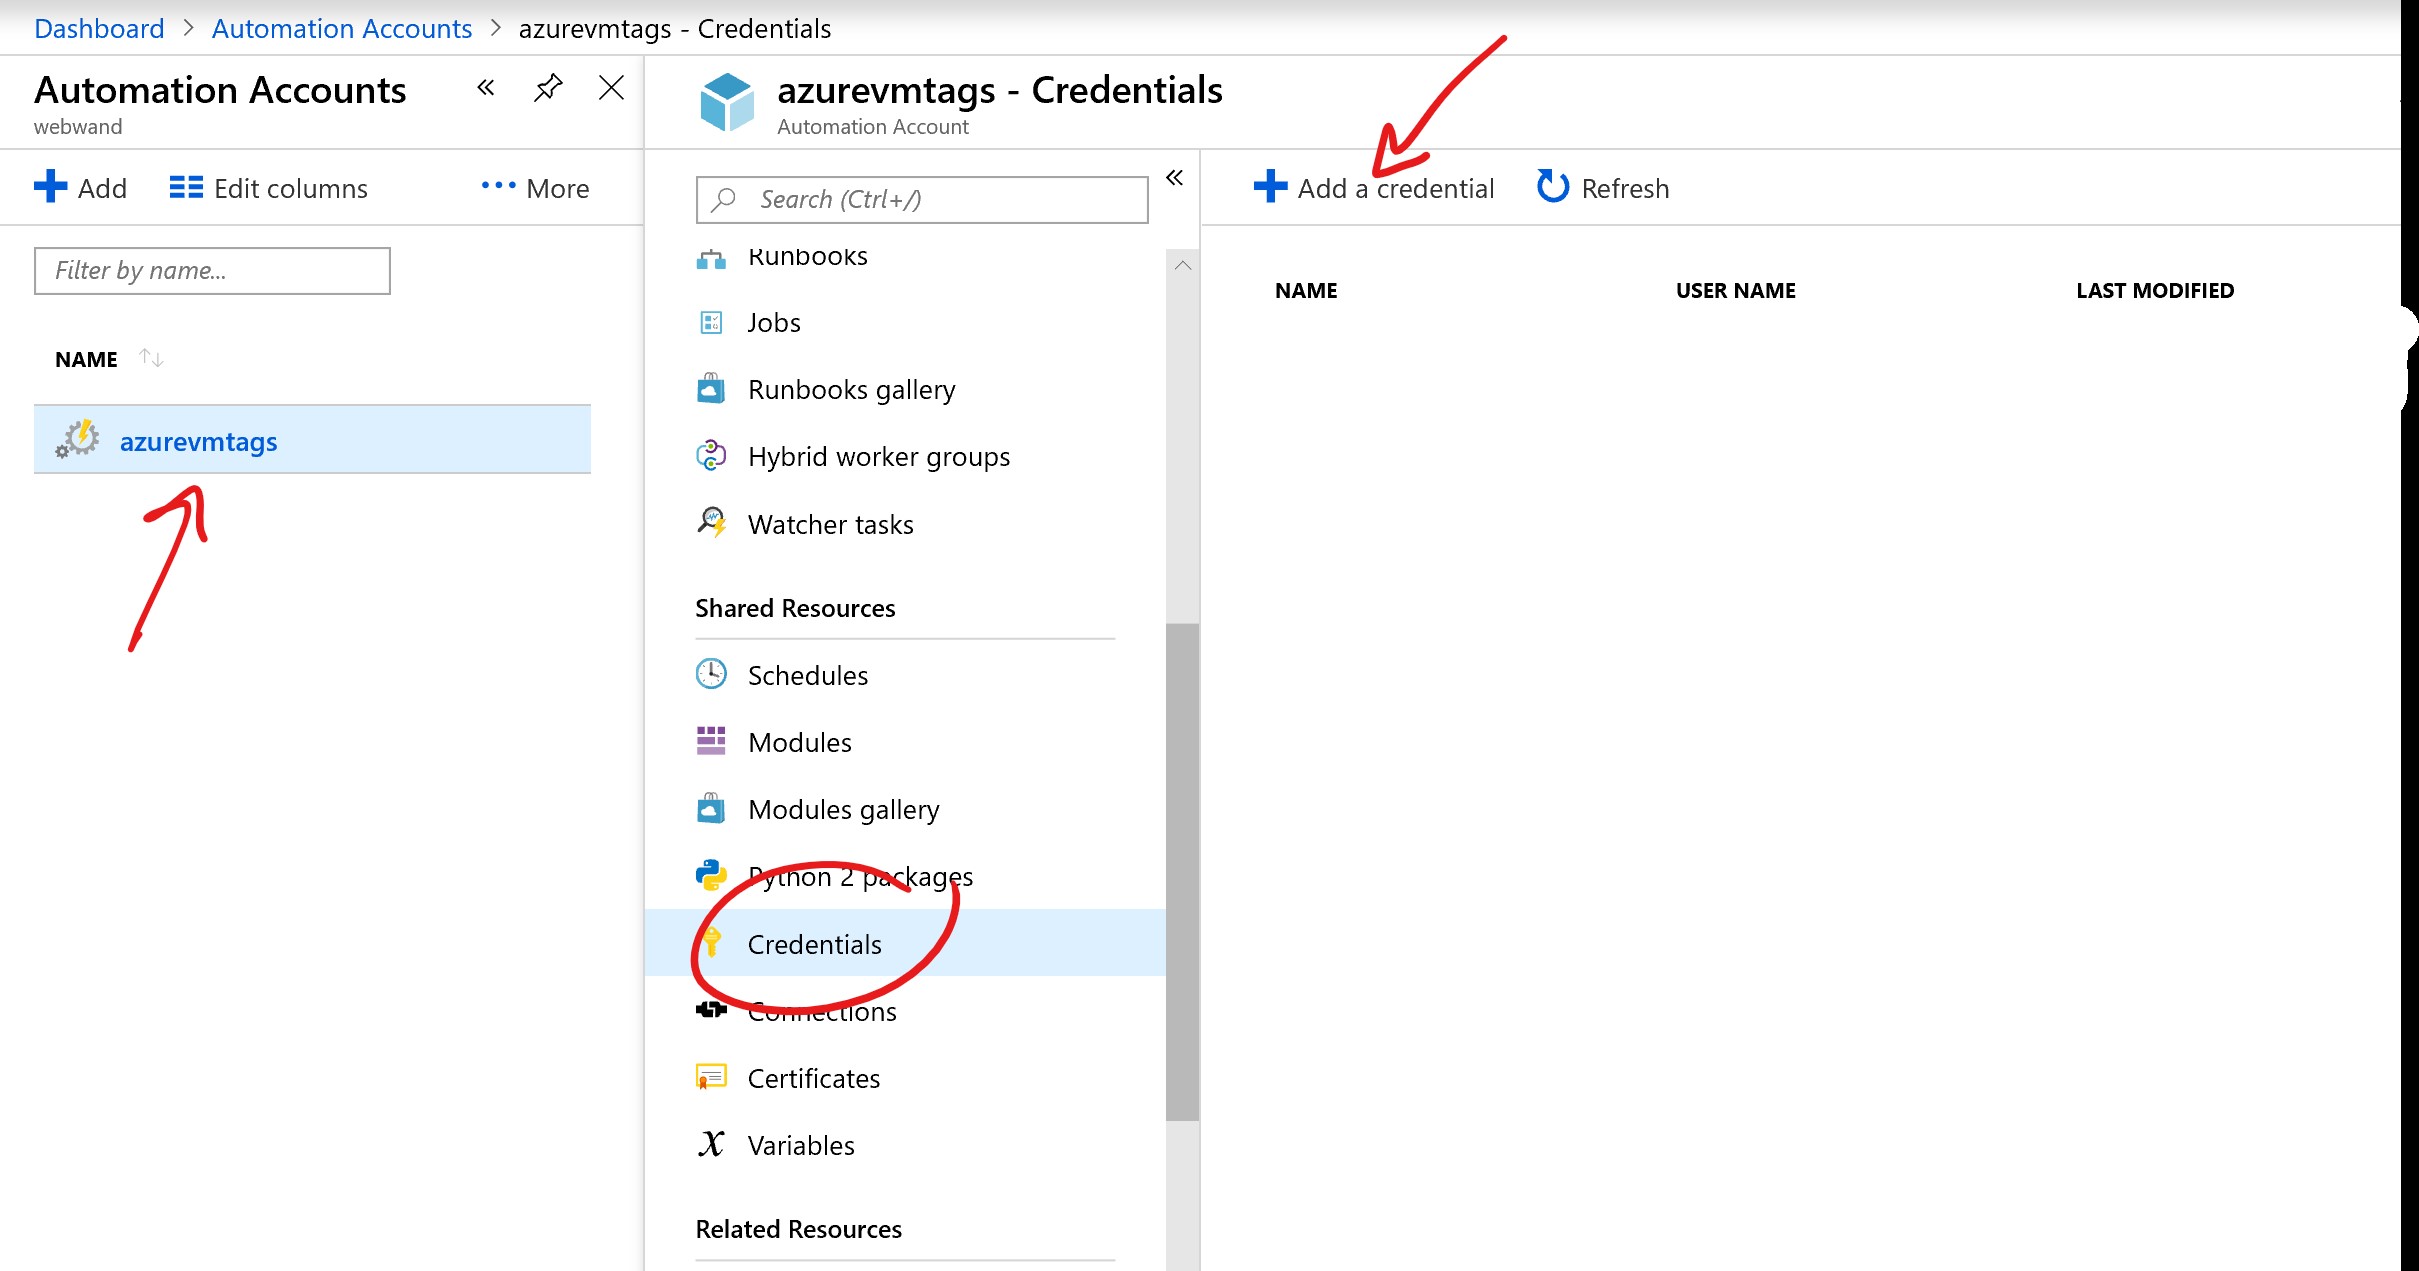 Dashboard > Automation Accounts > azurevmtags - Credentials
Automation Accounts
webwand
Add Edit columns ··· More
Filter by name...
NAME
azurevmtags
azurevmtags - Credentials
Automation Account
Search (Ctrl+/)
Runbooks
Jobs
Runbooks gallery
Hybrid worker groups
Watcher tasks
Shared Resources
Schedules
Modules
Modules gallery
Python 2 packages
Credentials
Connections
Certificates
Variables
Related Resources
Add a credential Refresh
NAME USER NAME LAST MODIFIED